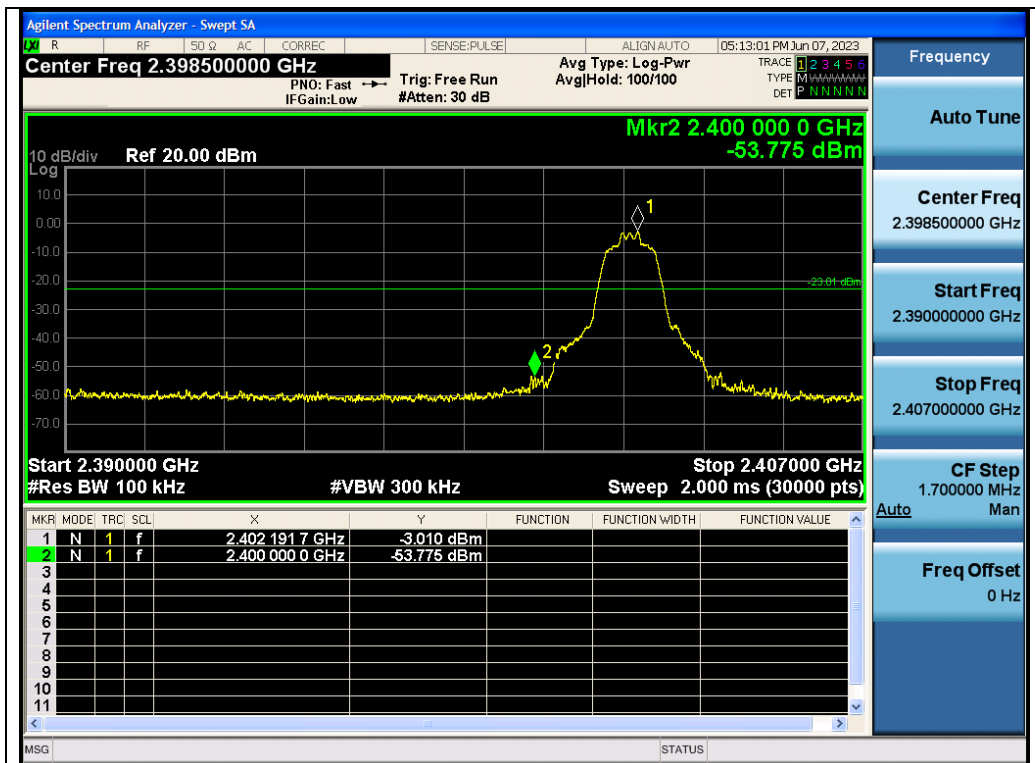 Agilent Spectrum Analyzer - Swept SA
LXI R RF 50 Ω AC CORREC SENSE:PULSE ALIGN AUTO 05:13:01 PM Jun 07, 2023
Center Freq 2.398500000 GHz
PNO: Fast
IFGain:Low
Trig: Free Run
#Atten: 30 dB
Avg Type: Log-Pwr
Avg|Hold: 100/100
TRACE 1 2 3 4 5 6
TYPE M WWWWW
DET P N N N N N
Mkr2 2.400 000 0 GHz
-53.775 dBm
10 dB/div Ref 20.00 dBm
Log
10.0
0.00
-10.0
-20.0
-30.0
-40.0
-50.0
-60.0
-70.0
1
2
-23.01 dBm
Start 2.390000 GHz Stop 2.407000 GHz
#Res BW 100 kHz #VBW 300 kHz Sweep 2.000 ms (30000 pts)
MKR MODE TRC SCL X Y FUNCTION FUNCTION WIDTH FUNCTION VALUE
1 N 1 f 2.402 191 7 GHz -3.010 dBm
2 N 1 f 2.400 000 0 GHz -53.775 dBm
3
4
5
6
7
8
9
10
11
MSG STATUS
Frequency
Auto Tune
Center Freq
2.398500000 GHz
Start Freq
2.390000000 GHz
Stop Freq
2.407000000 GHz
CF Step
1.700000 MHz
Auto Man
Freq Offset
0 Hz